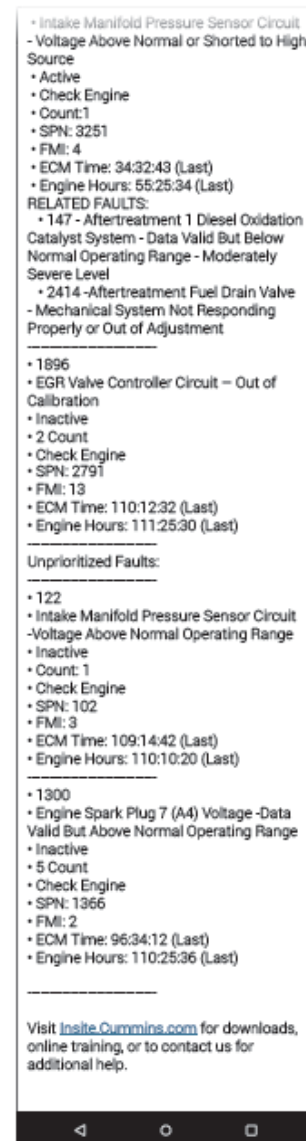 • Intake Manifold Pressure Sensor Circuit
- Voltage Above Normal or Shorted to High
Source
• Active
• Check Engine
• Count:1
• SPN: 3251
• FMI: 4
• ECM Time: 34:32:43 (Last)
• Engine Hours: 55:25:34 (Last)
RELATED FAULTS:
• 147 - Aftertreatment 1 Diesel Oxidation
Catalyst System - Data Valid But Below
Normal Operating Range - Moderately
Severe Level
• 2414 -Aftertreatment Fuel Drain Valve
- Mechanical System Not Responding
Properly or Out of Adjustment
------------------------------
• 1896
• EGR Valve Controller Circuit – Out of
Calibration
• Inactive
• 2 Count
• Check Engine
• SPN: 2791
• FMI: 13
• ECM Time: 110:12:32 (Last)
• Engine Hours: 111:25:30 (Last)
------------------------------
Unprioritized Faults:
------------------------------
• 122
• Intake Manifold Pressure Sensor Circuit
-Voltage Above Normal Operating Range
• Inactive
• Count: 1
• Check Engine
• SPN: 102
• FMI: 3
• ECM Time: 109:14:42 (Last)
• Engine Hours: 110:10:20 (Last)
------------------------------
• 1300
• Engine Spark Plug 7 (A4) Voltage -Data
Valid But Above Normal Operating Range
• Inactive
• 5 Count
• Check Engine
• SPN: 1366
• FMI: 2
• ECM Time: 96:34:12 (Last)
• Engine Hours: 110:25:36 (Last)
------------------------------
Visit Insite.Cummins.com for downloads,
online training, or to contact us for
additional help.